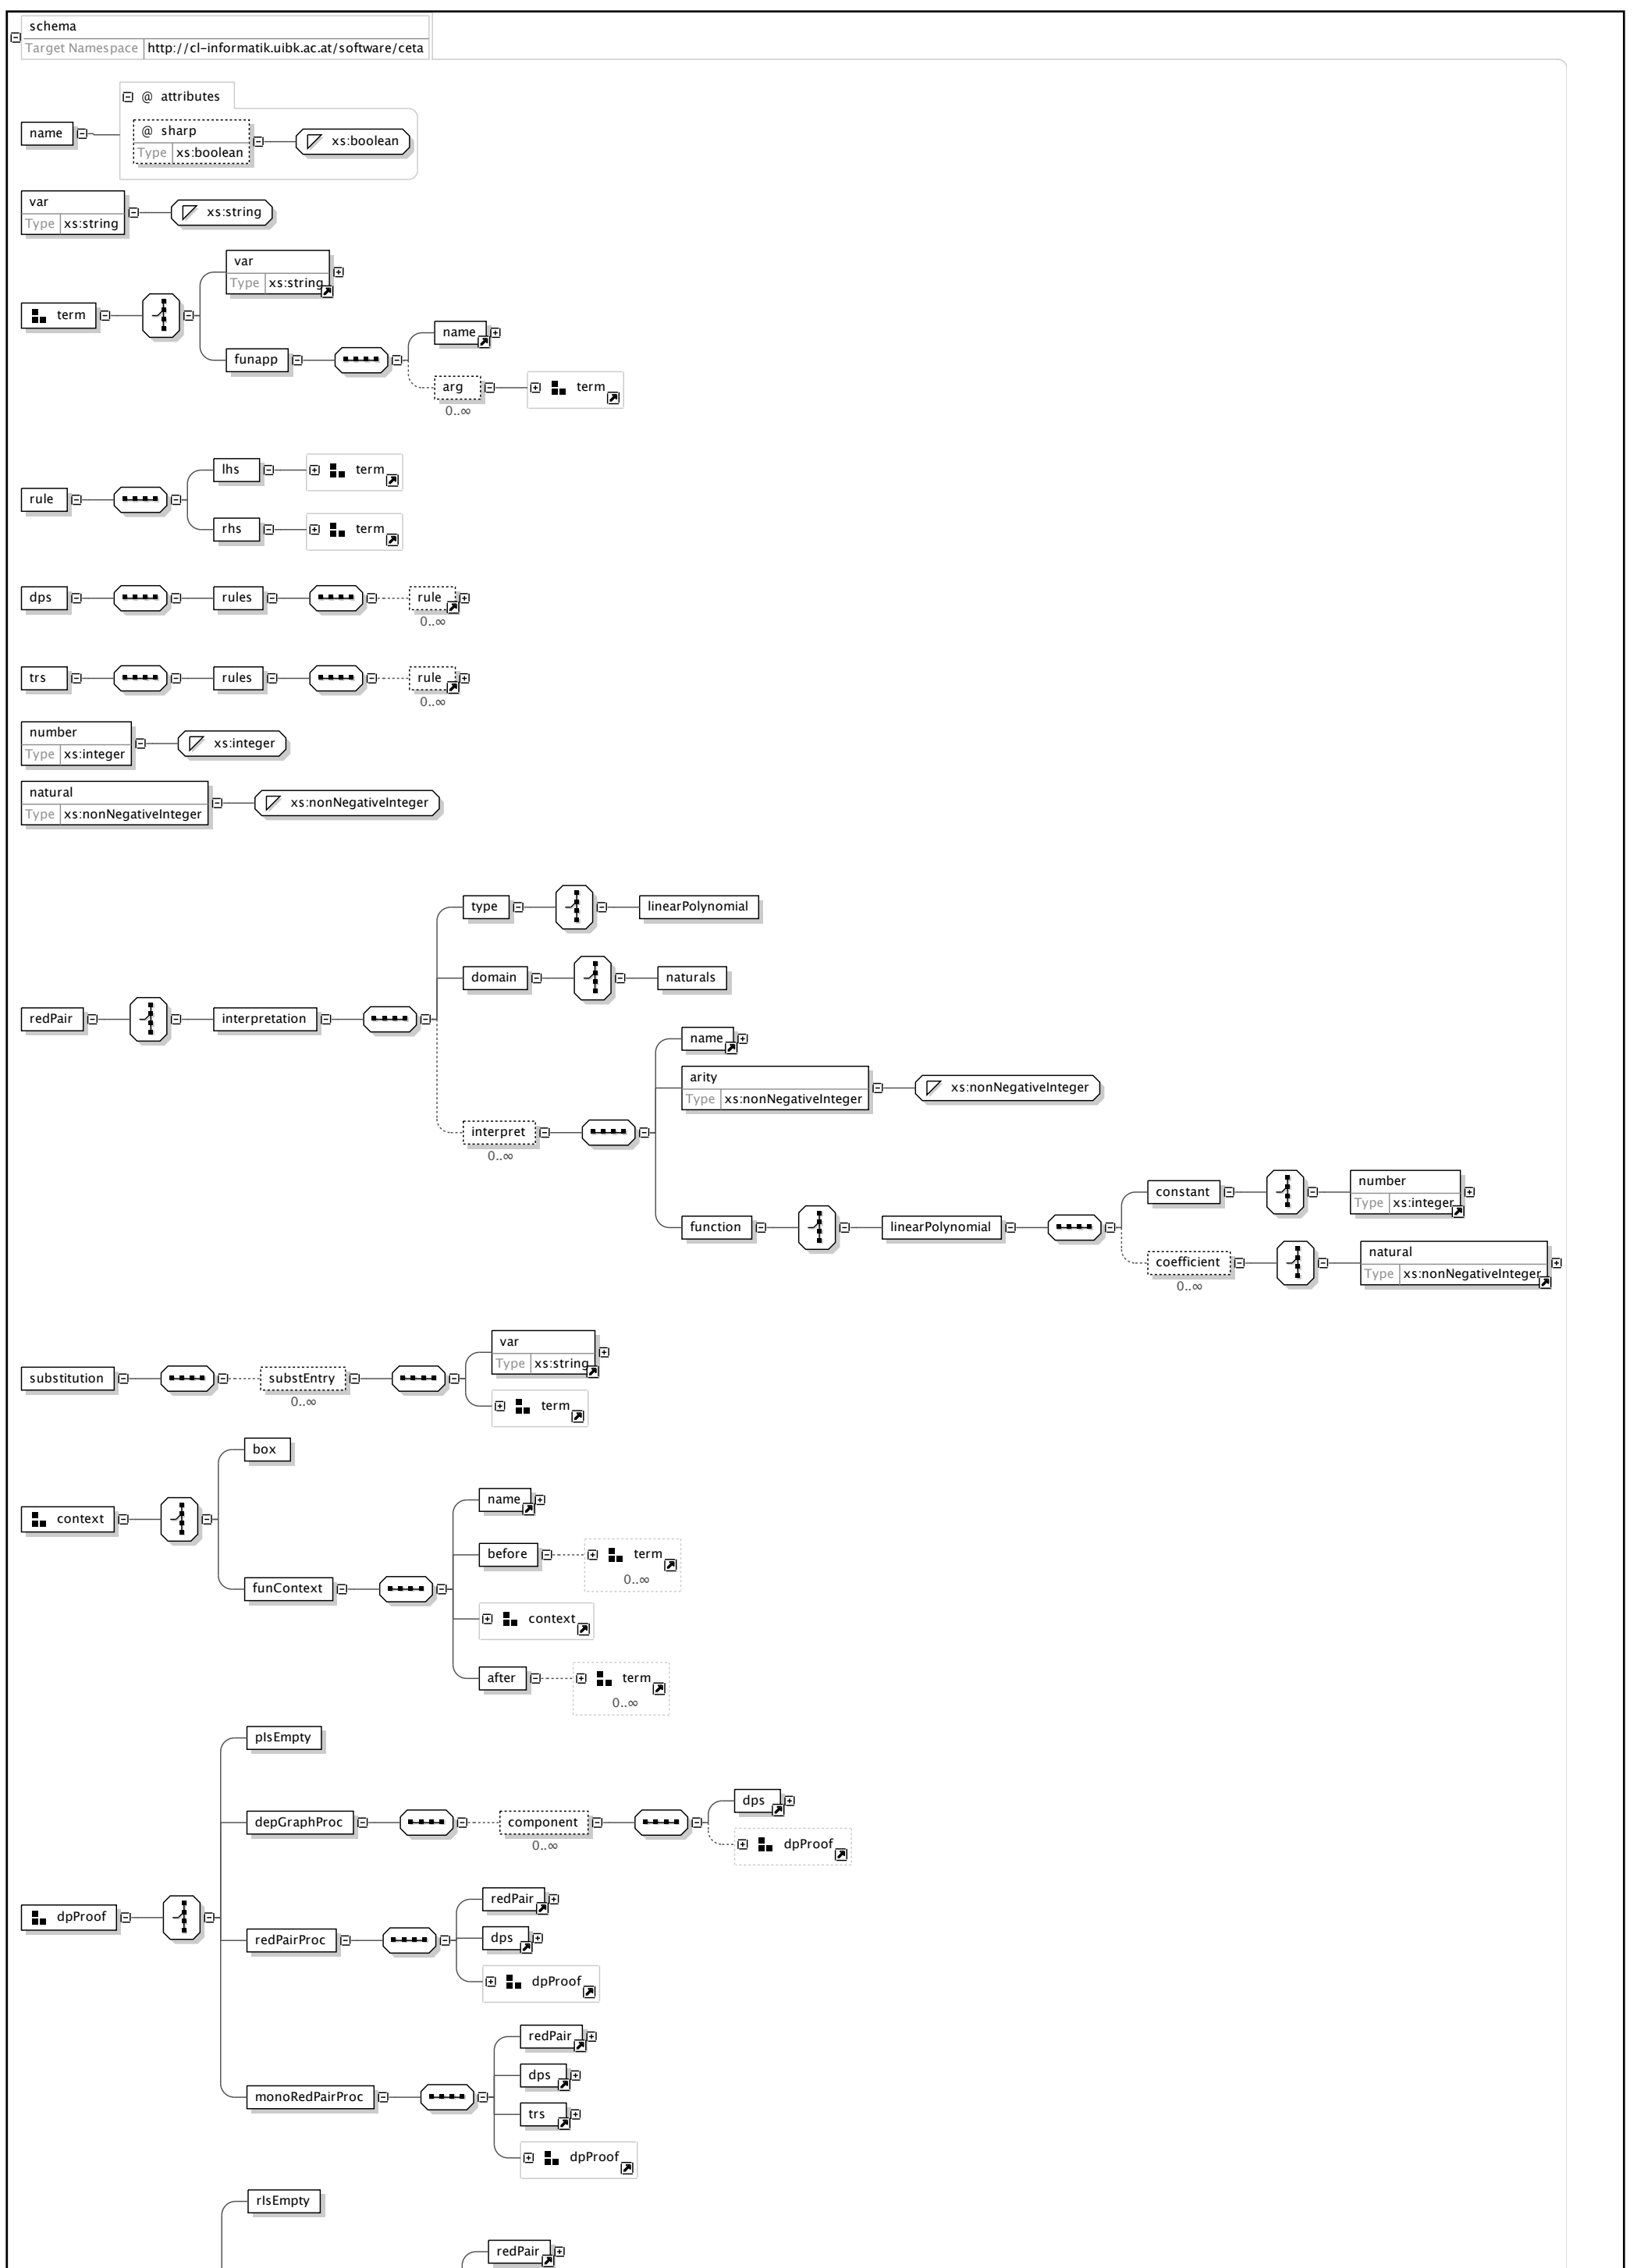 schema
Target Namespace http://cl-informatik.uibk.ac.at/software/ceta
@ attributes
name
@ sharp
Type xs:boolean
xs:boolean
var
Type xs:string
xs:string
var
Type xs:string
term
name
funapp
arg
term
0..∞
lhs
term
rule
rhs
term
dps
rules
rule
0..∞
trs
rules
rule
0..∞
number
Type xs:integer
xs:integer
natural
Type xs:nonNegativeInteger
xs:nonNegativeInteger
type
linearPolynomial
domain
naturals
redPair
interpretation
name
arity
Type xs:nonNegativeInteger
xs:nonNegativeInteger
interpret
0..∞
constant
number
Type xs:integer
function
linearPolynomial
coefficient
0..∞
natural
Type xs:nonNegativeInteger
var
Type xs:string
substitution
substEntry
0..∞
term
box
name
context
before
term
0..∞
funContext
context
after
term
0..∞
pIsEmpty
dps
depGraphProc
component
0..∞
dpProof
redPair
dpProof
redPairProc
dps
dpProof
redPair
dps
monoRedPairProc
trs
dpProof
rIsEmpty
redPair